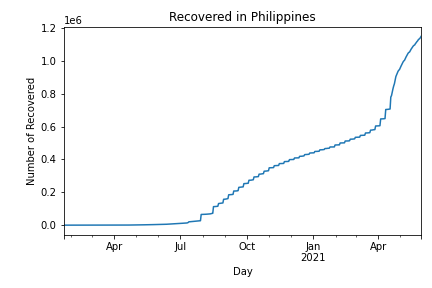 Recovered in Philippines
1e6
1.2
1.0
0.8
0.6
0.4
0.2
0.0
Number of Recovered
Apr Jul Oct Jan Apr
2021
Day